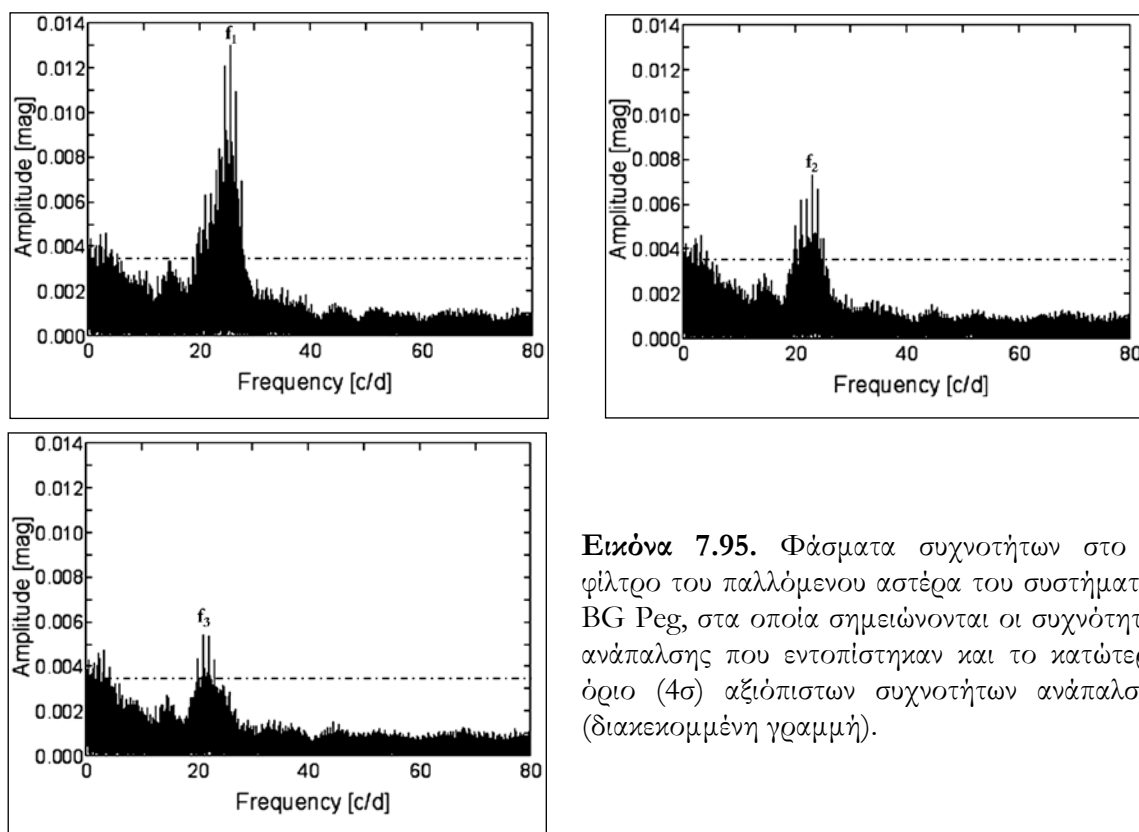 0.014
0.012
0.010
0.008
0.006
0.004
0.002
0.000
Amplitude [mag]
f₁
0 20 40 60 80
Frequency [c/d]
0.014
0.012
0.010
0.008
0.006
0.004
0.002
0.000
Amplitude [mag]
f₂
0 20 40 60 80
Frequency [c/d]
0.014
0.012
0.010
0.008
0.006
0.004
0.002
0.000
Amplitude [mag]
f₃
0 20 40 60 80
Frequency [c/d]
Εικόνα 7.95. Φάσματα συχνοτήτων στο
φίλτρο του παλλόμενου αστέρα του
BG Peg, στα οποία σημειώνονται οι
ανάπαλσης που εντοπίστηκαν και το
όριο (4σ) αξιόπιστων συχνοτήτων
(διακεκομμένη γραμμή).